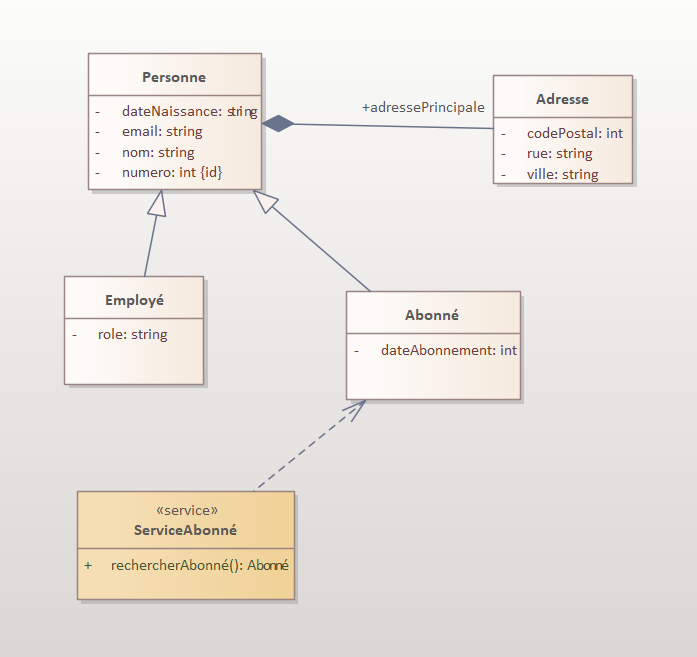 Personne
- dateNaissance: string
- email: string
- nom: string
- numero: int {id}
+adressePrincipale
Adresse
- codePostal: int
- rue: string
- ville: string
Employé
- role: string
Abonné
- dateAbonnement: int
«service»
ServiceAbonné
+ rechercherAbonné(): Abonné